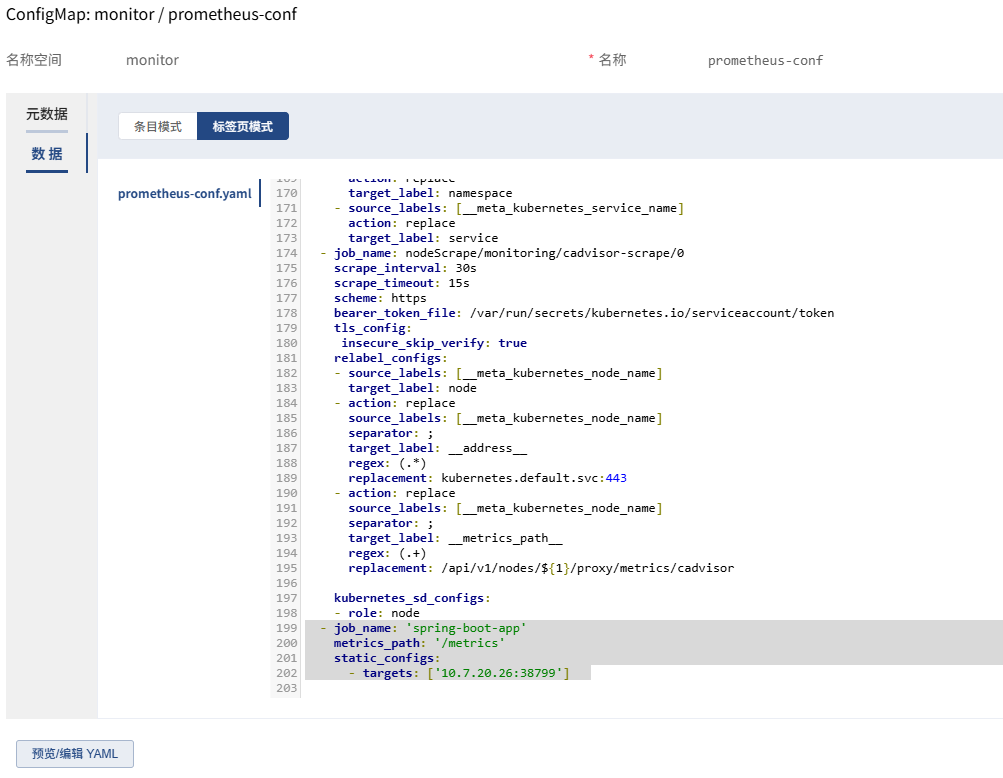 ConfigMap: monitor / prometheus-conf
名称空间 monitor * 名称 prometheus-conf
元数据
数据
条目模式 标签页模式
prometheus-conf.yaml
169 action: replace
170 target_label: namespace
171 - source_labels: [__meta_kubernetes_service_name]
172 action: replace
173 target_label: service
174 - job_name: nodeScrape/monitoring/cadvisor-scrape/0
175 scrape_interval: 30s
176 scrape_timeout: 15s
177 scheme: https
178 bearer_token_file: /var/run/secrets/kubernetes.io/serviceaccount/token
179 tls_config:
180 insecure_skip_verify: true
181 relabel_configs:
182 - source_labels: [__meta_kubernetes_node_name]
183 target_label: node
184 - action: replace
185 source_labels: [__meta_kubernetes_node_name]
186 separator: ;
187 target_label: __address__
188 regex: (.*)
189 replacement: kubernetes.default.svc:443
190 - action: replace
191 source_labels: [__meta_kubernetes_node_name]
192 separator: ;
193 target_label: __metrics_path__
194 regex: (.+)
195 replacement: /api/v1/nodes/${1}/proxy/metrics/cadvisor
196
197 kubernetes_sd_configs:
198 - role: node
199 - job_name: 'spring-boot-app'
200 metrics_path: '/metrics'
201 static_configs:
202 - targets: ['10.7.20.26:38799']
203
预览/编辑 YAML